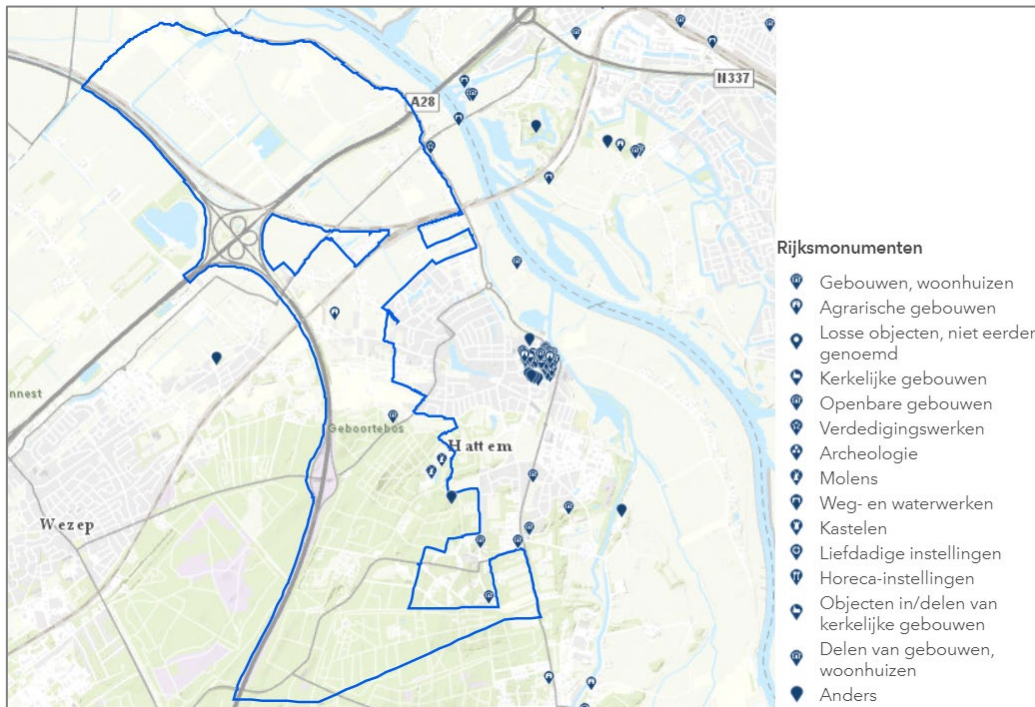 N337
A28
Rijksmonumenten
Gebouwen, woonhuizen
Agrarische gebouwen
Losse objecten, niet eerder
genoemd
Kerkelijke gebouwen
Openbare gebouwen
Verdedigingswerken
Archeologie
Molens
Weg- en waterwerken
Kastelen
Liefdadige instellingen
Horeca-instellingen
Objecten in/delen van
kerkelijke gebouwen
Delen van gebouwen,
woonhuizen
Anders
nnest
Geboortebos
Hattem
Wezep